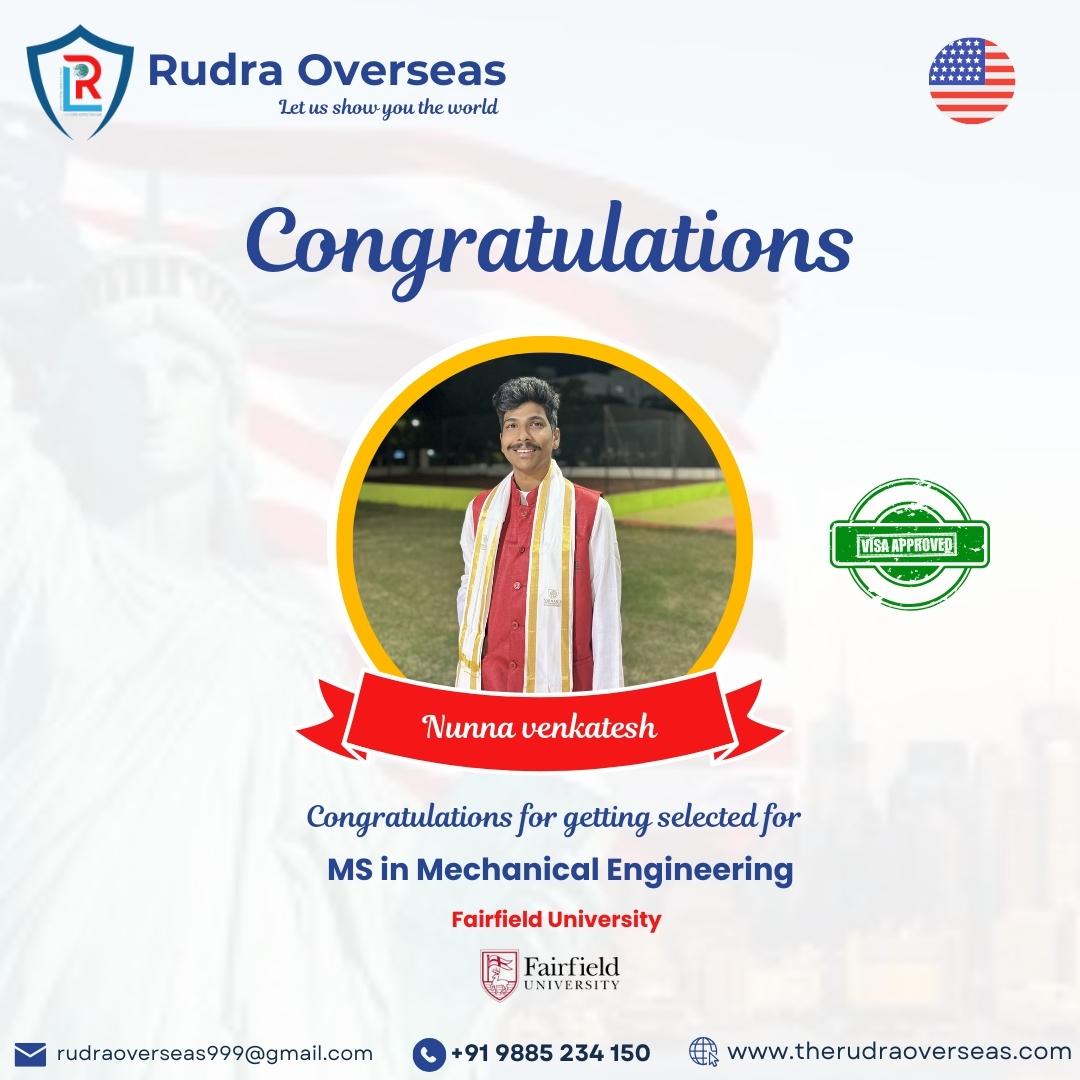 LR
Rudra Overseas
Let us show you the world
Congratulations
VISA APPROVED
Nunna venkatesh
Congratulations for getting selected for
MS in Mechanical Engineering
Fairfield University
Fairfield
UNIVERSITY
rudraoverseas999@gmail.com
+91 9885 234 150
www.therudraoverseas.com